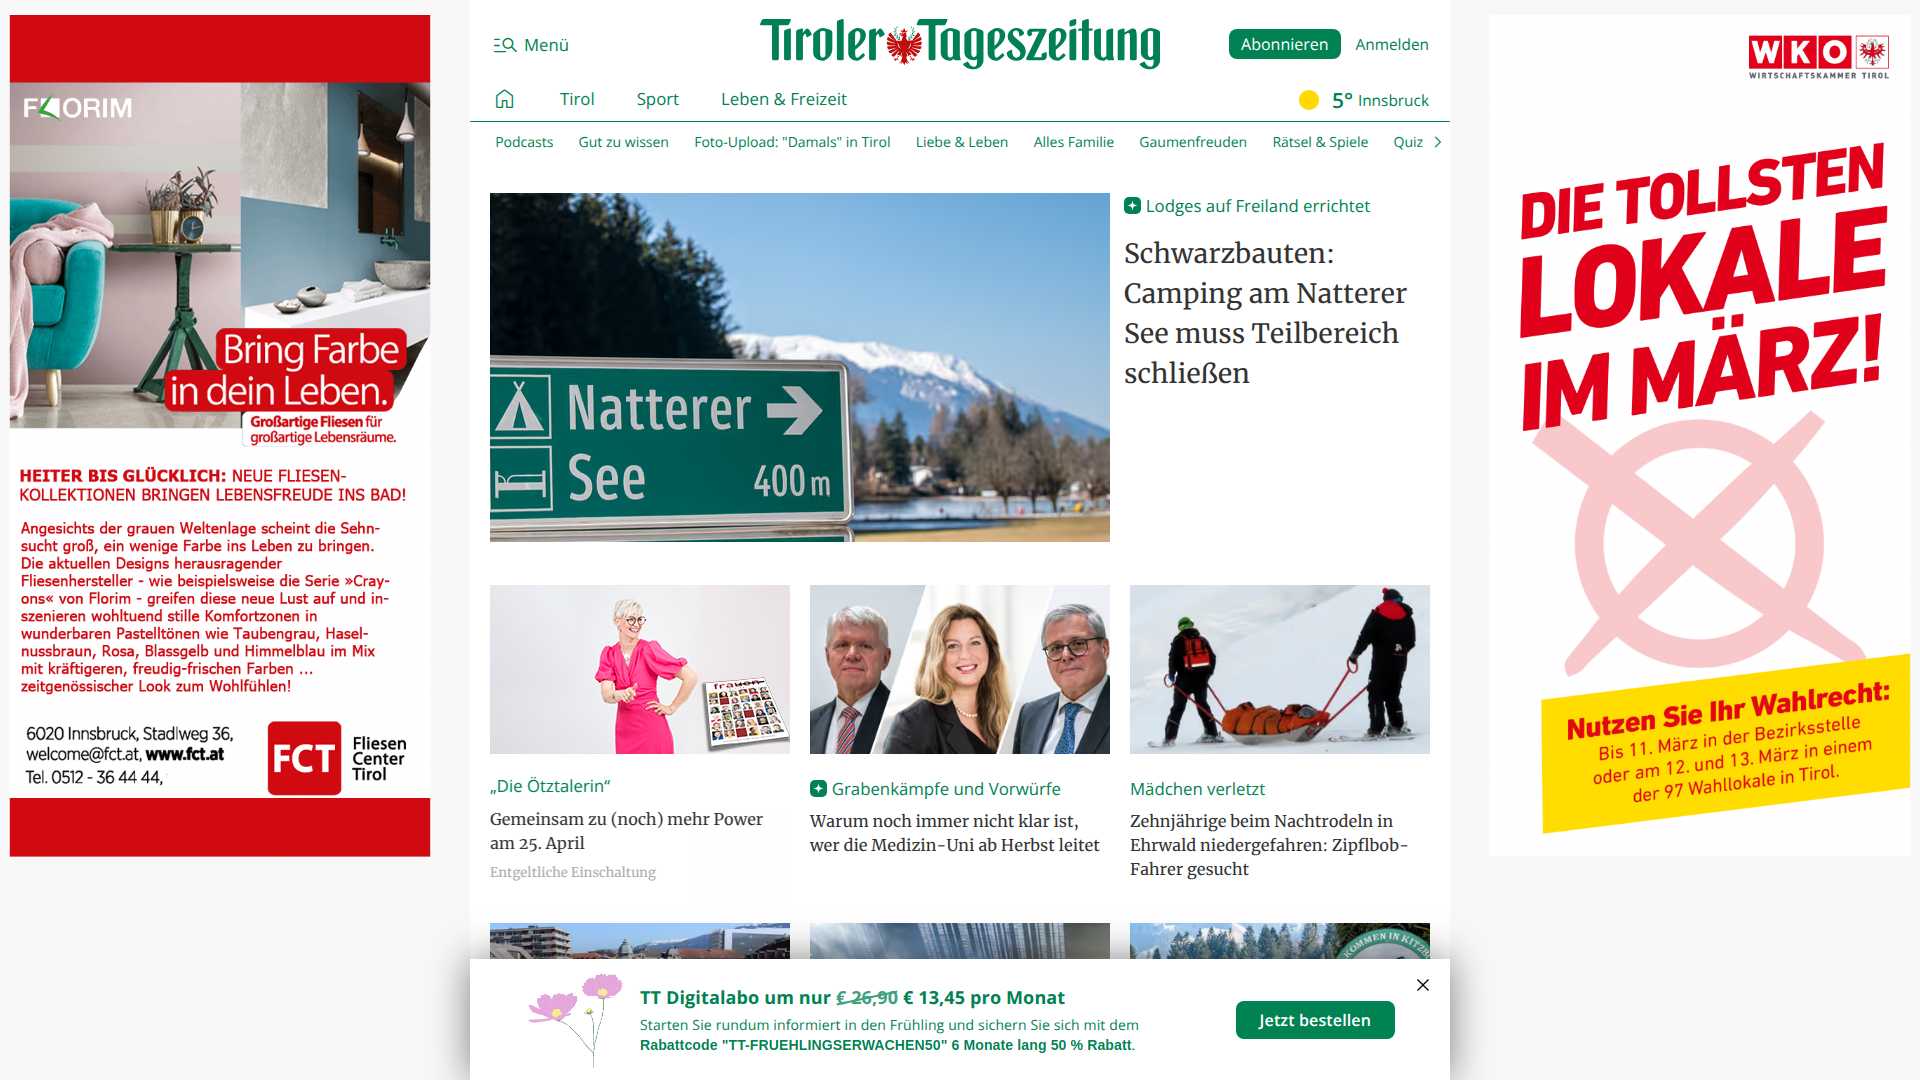 Menü
Tiroler Tageszeitung
Abonnieren
Anmelden
Tirol
Sport
Leben & Freizeit
5° Innsbruck
Podcasts
Gut zu wissen
Foto-Upload: "Damals" in Tirol
Liebe & Leben
Alles Familie
Gaumenfreuden
Rätsel & Spiele
Quiz
FLORIM
Bring Farbe
in dein Leben.
Großartige Fliesen für
großartige Lebensräume.
HEITER BIS GLÜCKLICH: NEUE FLIESEN-
KOLLEKTIONEN BRINGEN LEBENSFREUDE INS BAD!
Angesichts der grauen Weltenlage scheint die Sehn-
sucht groß, ein wenige Farbe ins Leben zu bringen.
Die aktuellen Designs herausragender
Fliesenhersteller - wie beispielsweise die Serie »Cray-
ons« von Florim - greifen diese neue Lust auf und in-
szenieren wohltuend stille Komfortzonen in
wunderbaren Pastelltönen wie Taubengrau, Hasel-
nussbraun, Rosa, Blassgelb und Himmelblau im Mix
mit kräftigeren, freudig-frischen Farben ...
zeitgenössischer Look zum Wohlfühlen!
6020 Innsbruck, Stadlweg 36,
welcome@fct.at, www.fct.at
Tel. 0512 - 36 44 44,
FCT
Fliesen
Center
Tirol
Natterer
See 400 m
Lodges auf Freiland errichtet
Schwarzbauten:
Camping am Natterer
See muss Teilbereich
schließen
frauen
„Die Ötztalerin“
Gemeinsam zu (noch) mehr Power
am 25. April
Entgeltliche Einschaltung
Grabenkämpfe und Vorwürfe
Warum noch immer nicht klar ist,
wer die Medizin-Uni ab Herbst leitet
Mädchen verletzt
Zehnjährige beim Nachtrodeln in
Ehrwald niedergefahren: Zipflbob-
Fahrer gesucht
TT Digitalabo um nur € 26,90 € 13,45 pro Monat
Starten Sie rundum informiert in den Frühling und sichern Sie sich mit dem
Rabattcode "TT-FRUEHLINGSERWACHEN50" 6 Monate lang 50 % Rabatt.
Jetzt bestellen
WKO
WIRTSCHAFTSKAMMER TIROL
DIE TOLLSTEN
LOKALE
IM MÄRZ!
Nutzen Sie Ihr Wahlrecht:
Bis 11. März in der Bezirksstelle
oder am 12. und 13. März in einem
der 97 Wahllokale in Tirol.